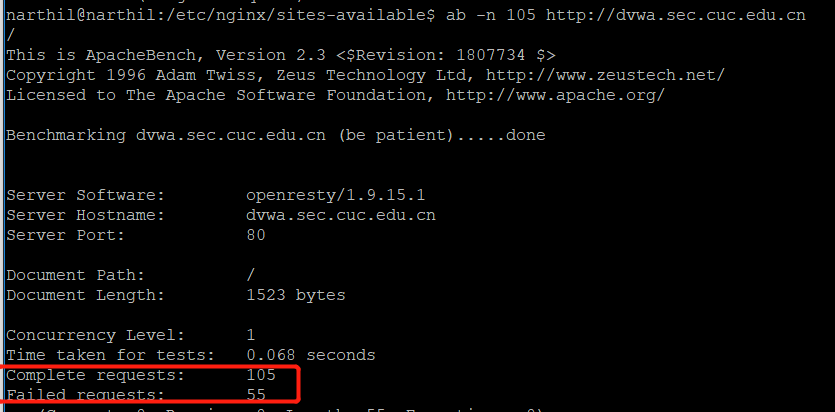 narthil@narthil:/etc/nginx/sites-available$ ab -n 105 http://dvwa.sec.cuc.edu.cn
/
This is ApacheBench, Version 2.3 <$Revision: 1807734 $>
Copyright 1996 Adam Twiss, Zeus Technology Ltd, http://www.zeustech.net/
Licensed to The Apache Software Foundation, http://www.apache.org/
Benchmarking dvwa.sec.cuc.edu.cn (be patient).....done
Server Software: openresty/1.9.15.1
Server Hostname: dvwa.sec.cuc.edu.cn
Server Port: 80
Document Path: /
Document Length: 1523 bytes
Concurrency Level: 1
Time taken for tests: 0.068 seconds
Complete requests: 105
Failed requests: 55